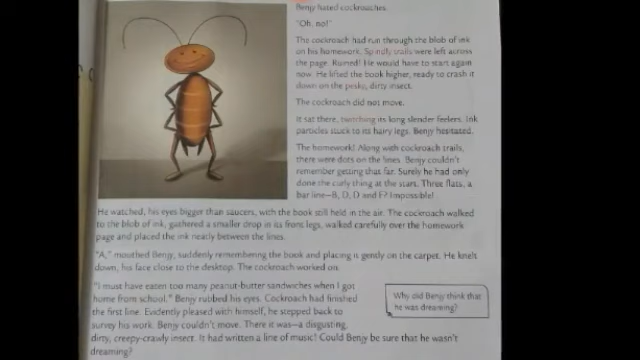 Benjy hated cockroaches.
"Oh, no!"
The cockroach had run through the blob of ink
on his homework. Spindly trails were left across
the page. Ruined! He would have to start again
now. He lifted the book higher, ready to crash it
down on the pesky, dirty insect.
The cockroach did not move.
It sat there, twitching its long slender feelers. Ink
particles stuck to its hairy legs. Benjy hesitated.
The homework! Along with cockroach trails,
there were dots on the lines. Benjy couldn't
remember getting that far. Surely he had only
done the curly thing at the starts. Three flats, a
bar line—B, D, D and F? Impossible!
He watched, his eyes bigger than saucers, with the book still held in the air. The cockroach walked
to the blob of ink, gathered a smaller drop in its front legs, walked carefully over the homework
page and placed the ink neatly between the lines.
"A," mouthed Benjy, suddenly remembering the book and placing is gently on the carpet. He knelt
down, his face close to the desktop. The cockroach worked on.
"I must have eaten too many peanut-butter sandwiches when I got
home from school." Benjy rubbed his eyes. Cockroach had finished
the first line. Evidently pleased with himself, he stepped back to
survey his work. Benjy couldn't move. There it was—a disgusting,
dirty, creepy-crawly insect. It had written a line of music! Could Benjy be sure that he wasn't
dreaming?
Why did Benjy think that
he was dreaming?